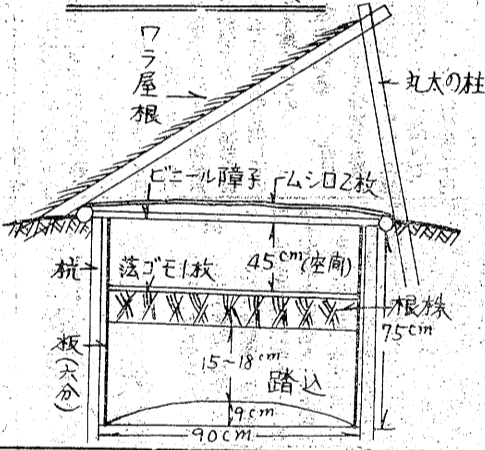 ワラ屋根
丸太の柱
ビニール障子
ムシロ2枚
杭
落ゴモ1枚
45cm(空間)
根株
75cm
板(六分)
15~18cm
踏込
9cm
90cm